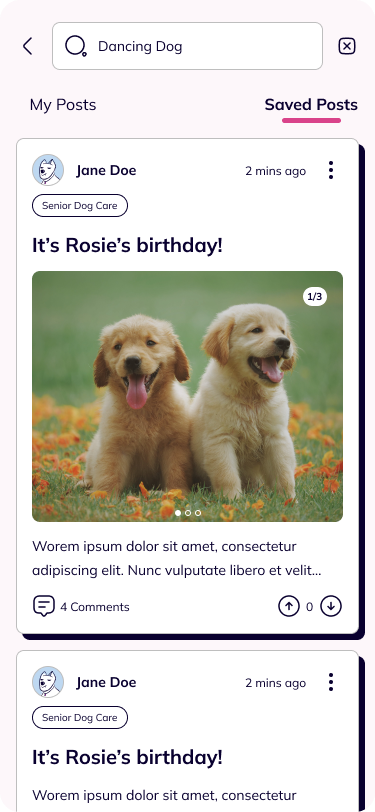 Dancing Dog
My Posts
Saved Posts
Jane Doe
2 mins ago
Senior Dog Care
It’s Rosie’s birthday!
1/3
Worem ipsum dolor sit amet, consectetur
adipiscing elit. Nunc vulputate libero et velit...
4 Comments
0
Jane Doe
2 mins ago
Senior Dog Care
It’s Rosie’s birthday!
Worem ipsum dolor sit amet, consectetur